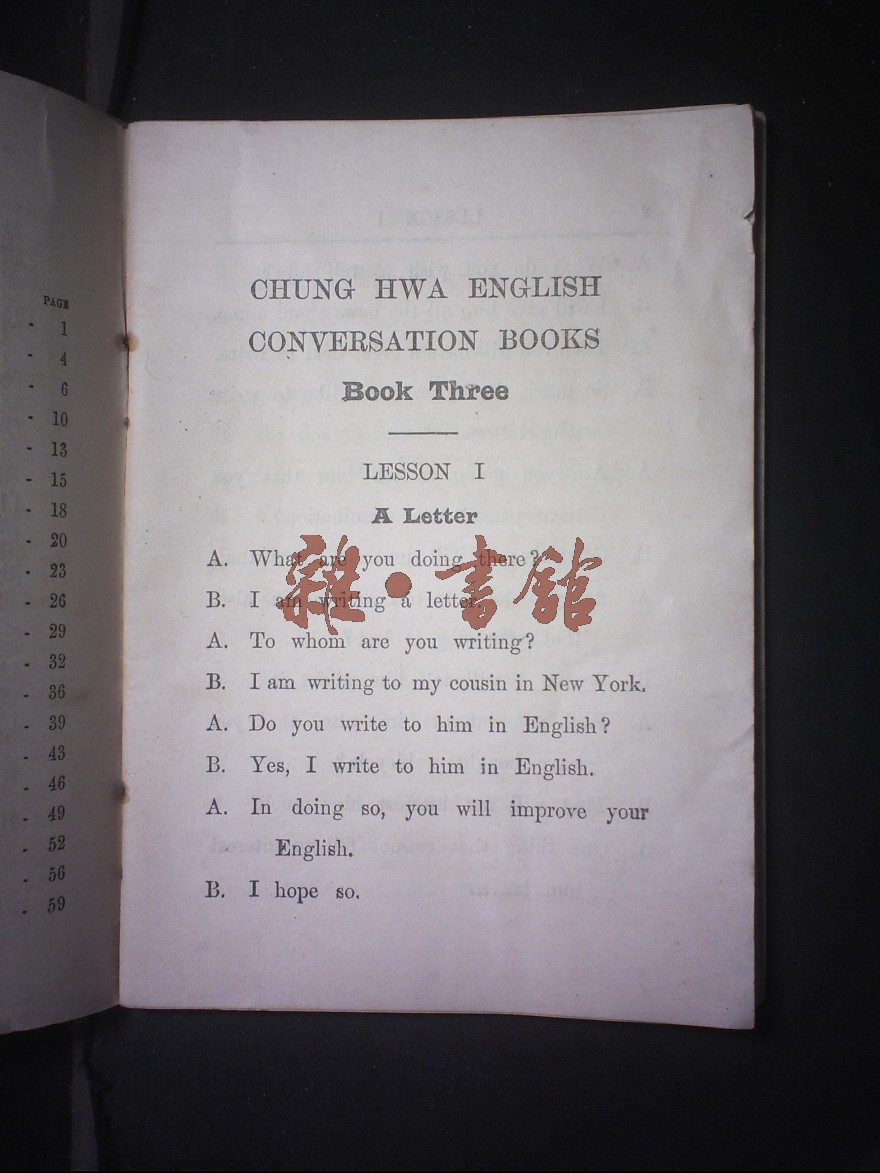 PAGE
- 1
- 4
- 6
- 10
- 13
- 15
- 18
- 20
- 23
- 26
- 29
- 32
- 36
- 39
- 43
- 46
. 49
. 52
. 56
. 59
CHUNG HWA ENGLISH
CONVERSATION BOOKS
Book Three
LESSON I
A Letter
A. What are you doing there?
B. I am writing a letter.
A. To whom are you writing?
B. I am writing to my cousin in New York.
A. Do you write to him in English?
B. Yes, I write to him in English.
A. In doing so, you will improve your
English.
B. I hope so.
雜·書館